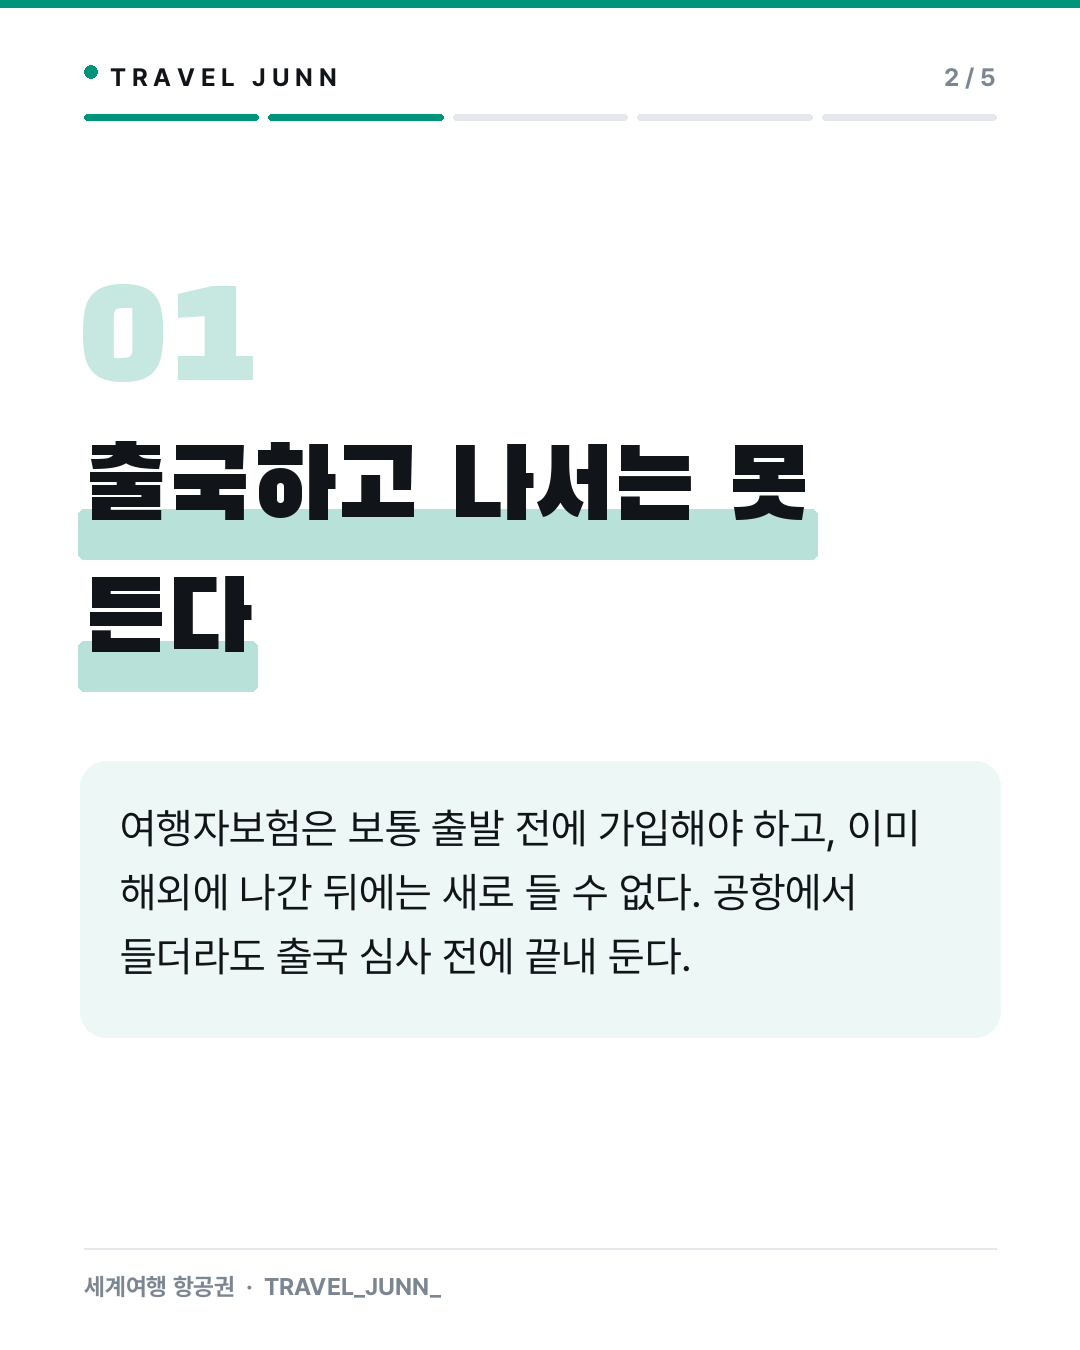 TRAVEL JUNN
2 / 5
01
출국하고 나서는 못
든다
여행자보험은 보통 출발 전에 가입해야 하고, 이미
해외에 나간 뒤에는 새로 들 수 없다. 공항에서
들더라도 출국 심사 전에 끝내 둔다.
세계여행 항공권 · TRAVEL_JUNN_